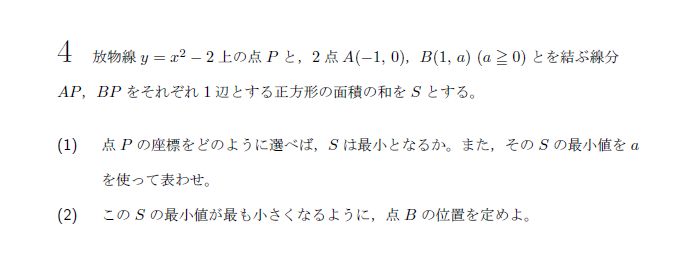 4 放物線 y = x² − 2 上の点 P と，2 点 A(−1, 0)，B(1, a) (a ≧ 0) とを結ぶ線分
AP，BP をそれぞれ 1 辺とする正方形の面積の和を S とする。
(1) 点 P の座標をどのように選べば，S は最小となるか。また，その S の最小値を a
を使って表わせ。
(2) この S の最小値が最も小さくなるように，点 B の位置を定めよ。